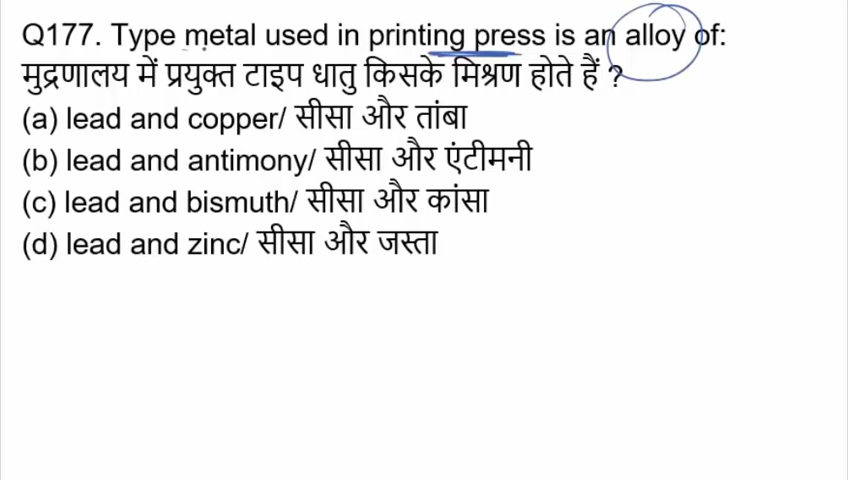 Q177. Type metal used in printing press is an alloy of:
मुद्रणालय में प्रयुक्त टाइप धातु किसके मिश्रण होते हैं ?
(a) lead and copper/ सीसा और तांबा
(b) lead and antimony/ सीसा और एंटीमनी
(c) lead and bismuth/ सीसा और कांसा
(d) lead and zinc/ सीसा और जस्ता